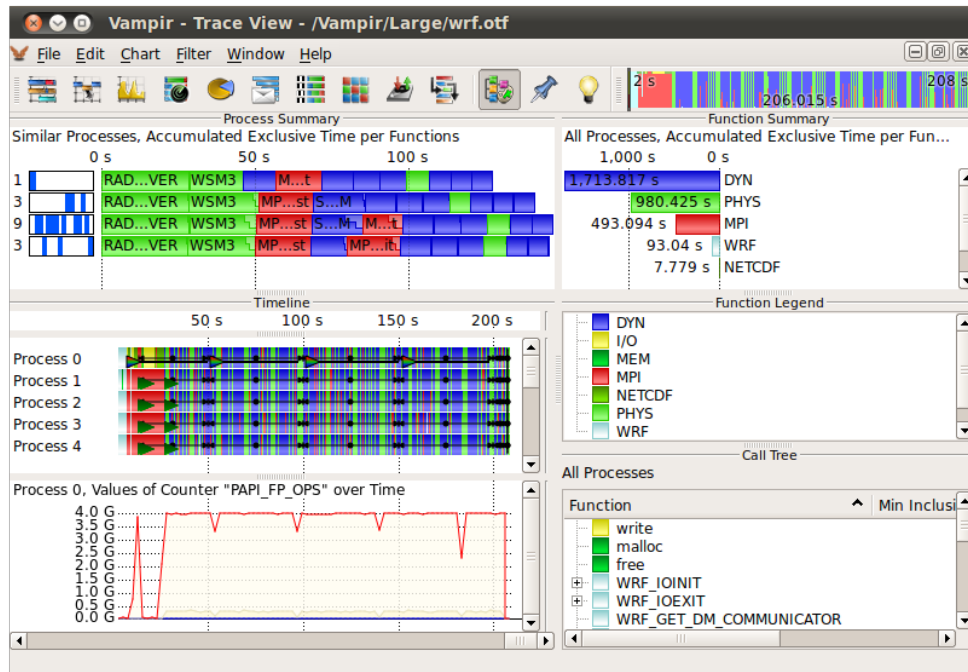 Vampir - Trace View - /Vampir/Large/wrf.otf
File Edit Chart Filter Window Help
2 s 208 s
206.015 s
Process Summary
Similar Processes, Accumulated Exclusive Time per Functions
0 s 50 s 100 s
1 RAD...VER WSM3 M...t
3 RAD...VER WSM3 MP...st S...M
9 RAD...VER WSM3 MP...st S...M M...t
3 RAD...VER WSM3 MP...st MP...it
Function Summary
All Processes, Accumulated Exclusive Time per Fun...
1,000 s 0 s
1,713.817 s DYN
980.425 s PHYS
493.094 s MPI
93.04 s WRF
7.779 s NETCDF
Timeline
50 s 100 s 150 s 200 s
Process 0
Process 1
Process 2
Process 3
Process 4
Process 0, Values of Counter "PAPI_FP_OPS" over Time
4.0 G
3.5 G
3.0 G
2.5 G
2.0 G
1.5 G
1.0 G
0.5 G
0.0 G
Function Legend
DYN
I/O
MEM
MPI
NETCDF
PHYS
WRF
Call Tree
All Processes
Function Min Inclusi
write
malloc
free
WRF_IOINIT
WRF_IOEXIT
WRF_GET_DM_COMMUNICATOR